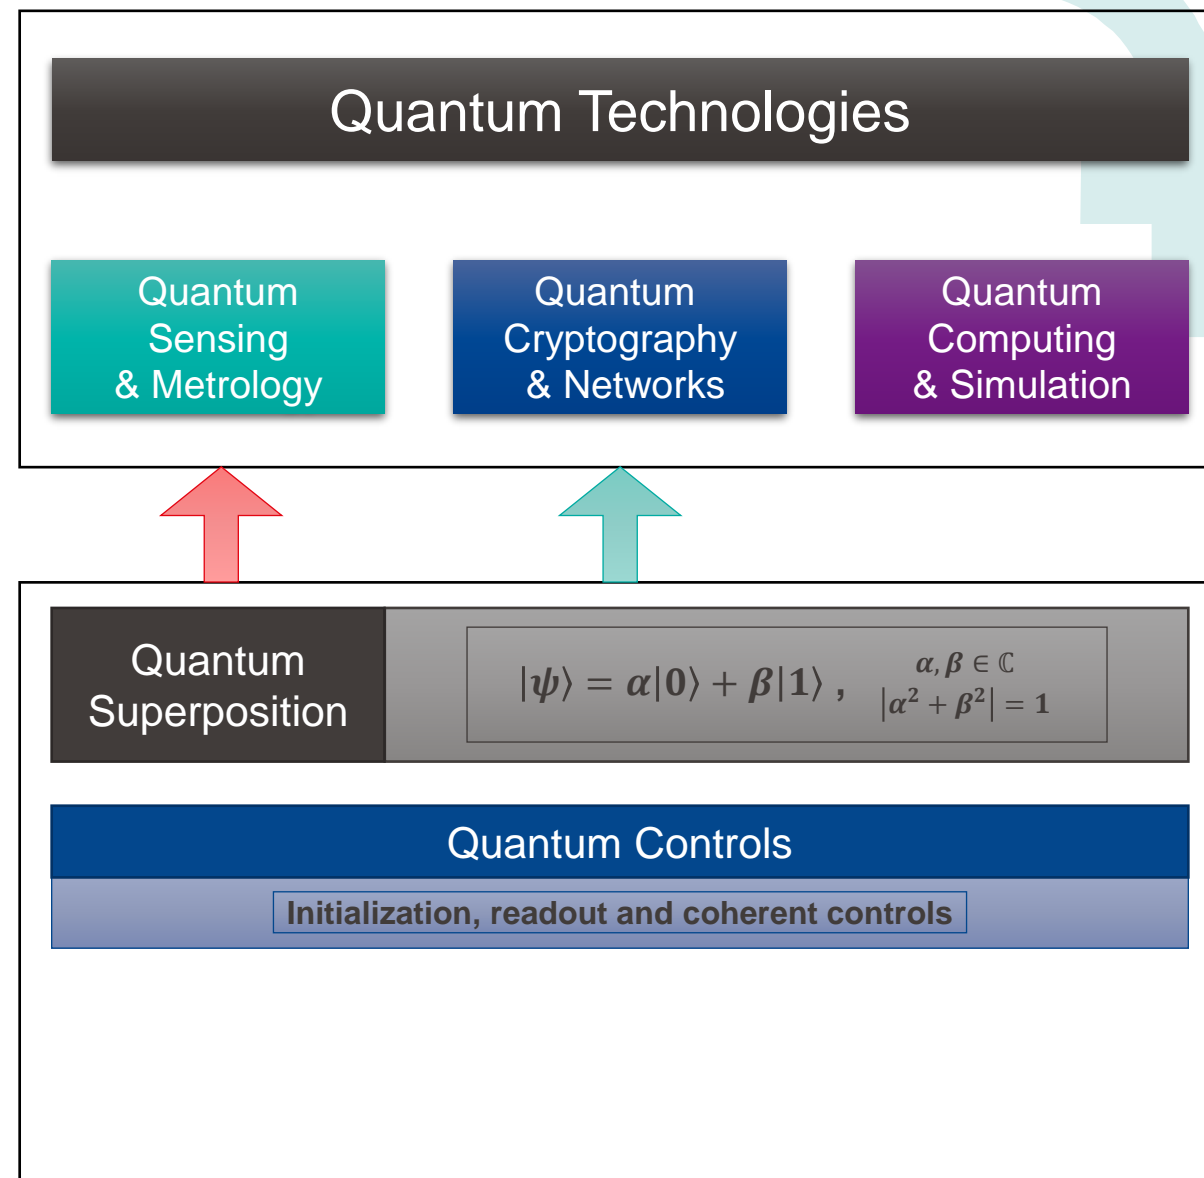 Quantum Technologies
Quantum
Sensing
& Metrology
Quantum
Cryptography
& Networks
Quantum
Computing
& Simulation
Quantum
Superposition
|ψ⟩ = α|0⟩ + β|1⟩ ,
α, β ∈ ℂ
|α² + β²| = 1
Quantum Controls
Initialization, readout and coherent controls